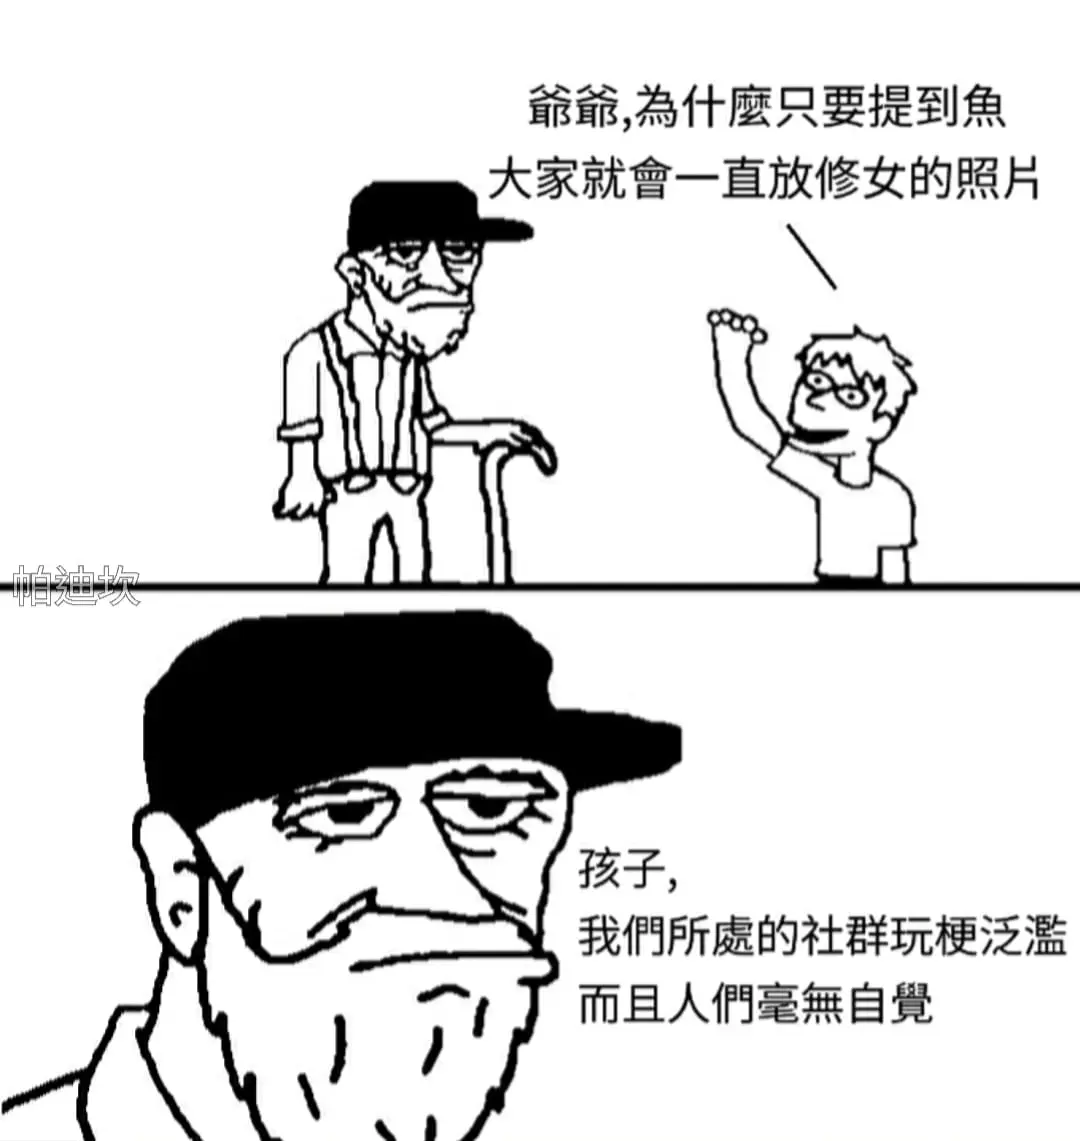 爺爺,為什麼只要提到魚
大家就會一直放修女的照片
帕迪坎
孩子,
我們所處的社群玩梗泛濫
而且人們毫無自覺